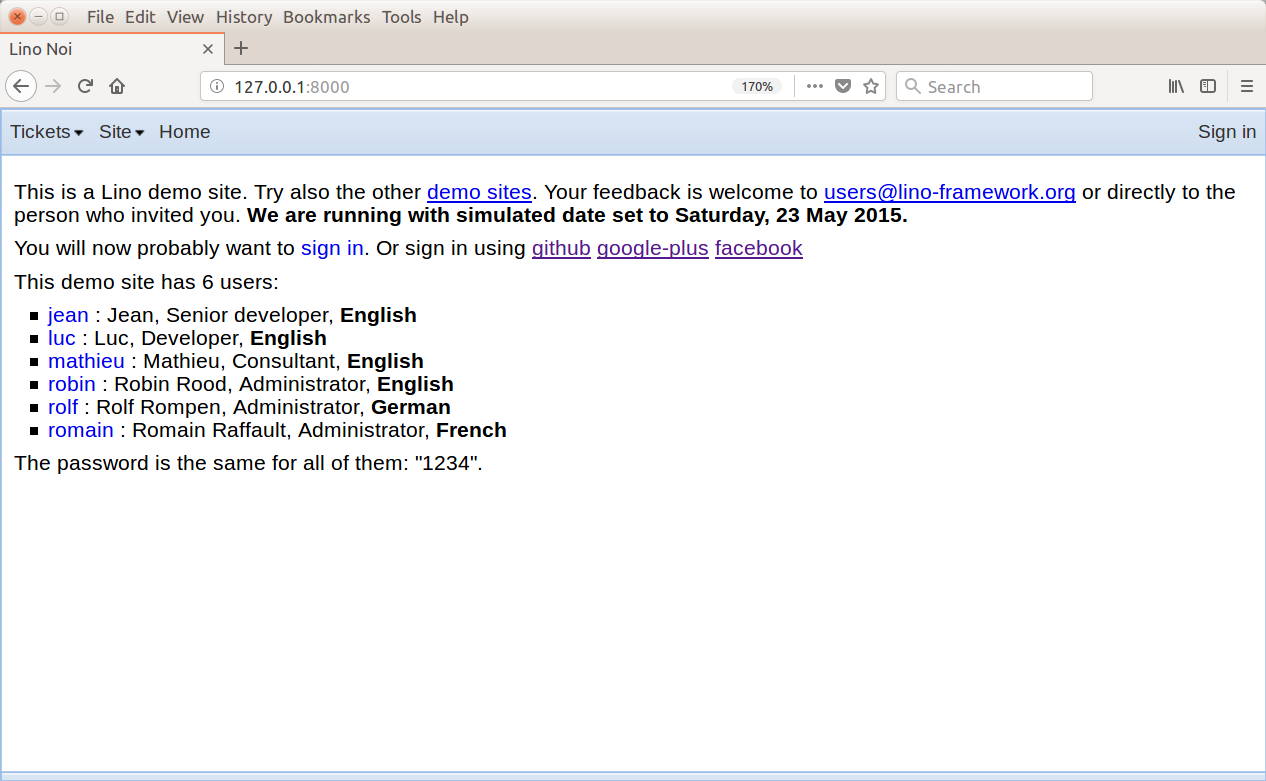 File Edit View History Bookmarks Tools Help
Lino Noi
127.0.0.1:8000 170% Search
Tickets Site Home Sign in
This is a Lino demo site. Try also the other demo sites. Your feedback is welcome to users@lino-framework.org or directly to the
person who invited you. We are running with simulated date set to Saturday, 23 May 2015.
You will now probably want to sign in. Or sign in using github google-plus facebook
This demo site has 6 users:
jean : Jean, Senior developer, English
luc : Luc, Developer, English
mathieu : Mathieu, Consultant, English
robin : Robin Rood, Administrator, English
rolf : Rolf Rompen, Administrator, German
romain : Romain Raffault, Administrator, French
The password is the same for all of them: "1234".